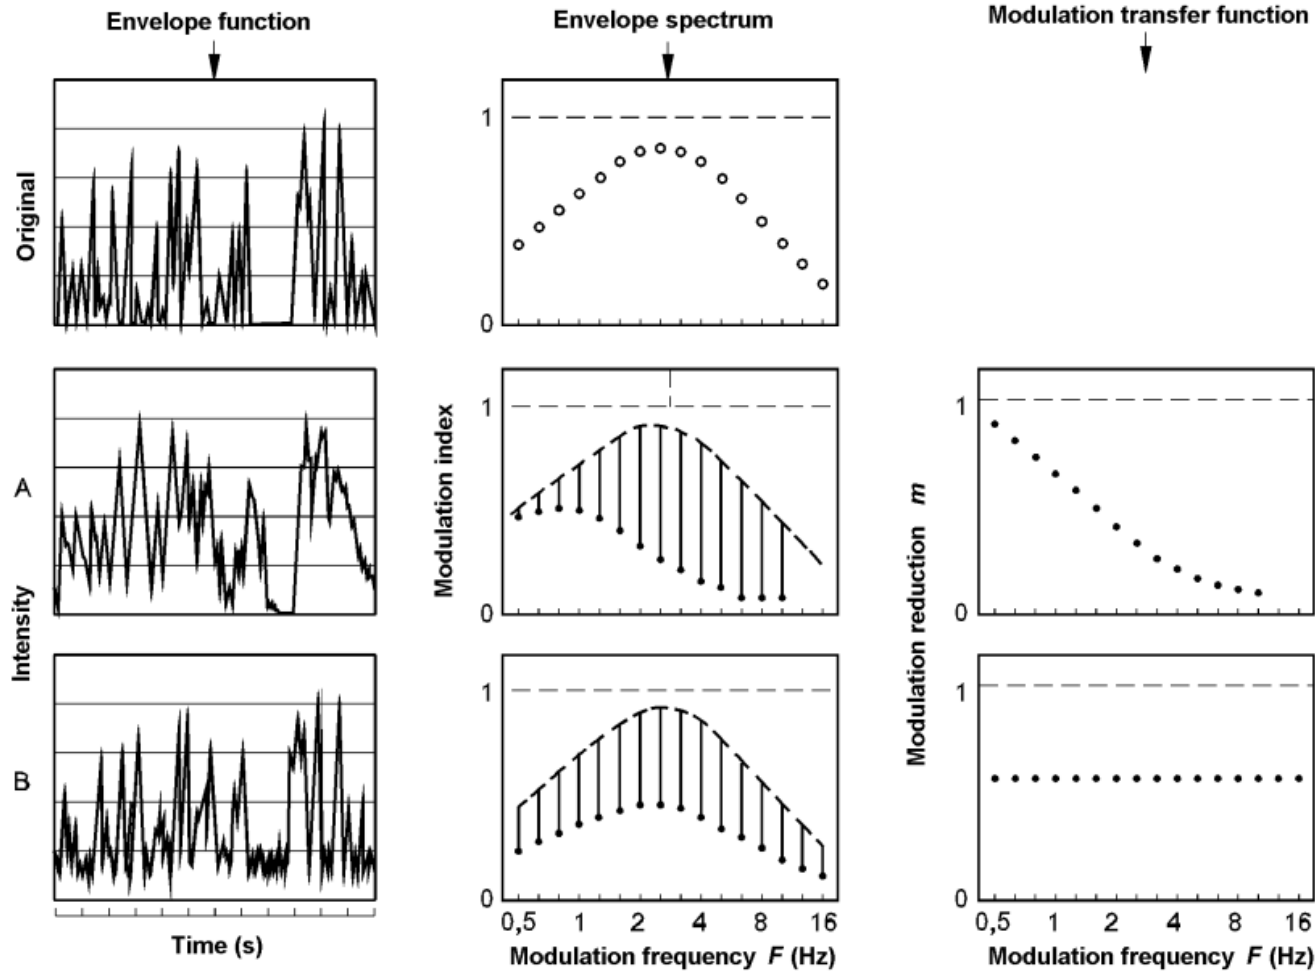 Envelope function
Envelope spectrum
Modulation transfer function
Original
1
0
A
Intensity
Modulation index
1
0
Modulation reduction m
1
0
B
1
0
1
0
Time (s)
0,5 1 2 4 8 16
Modulation frequency F (Hz)
0,5 1 2 4 8 16
Modulation frequency F (Hz)